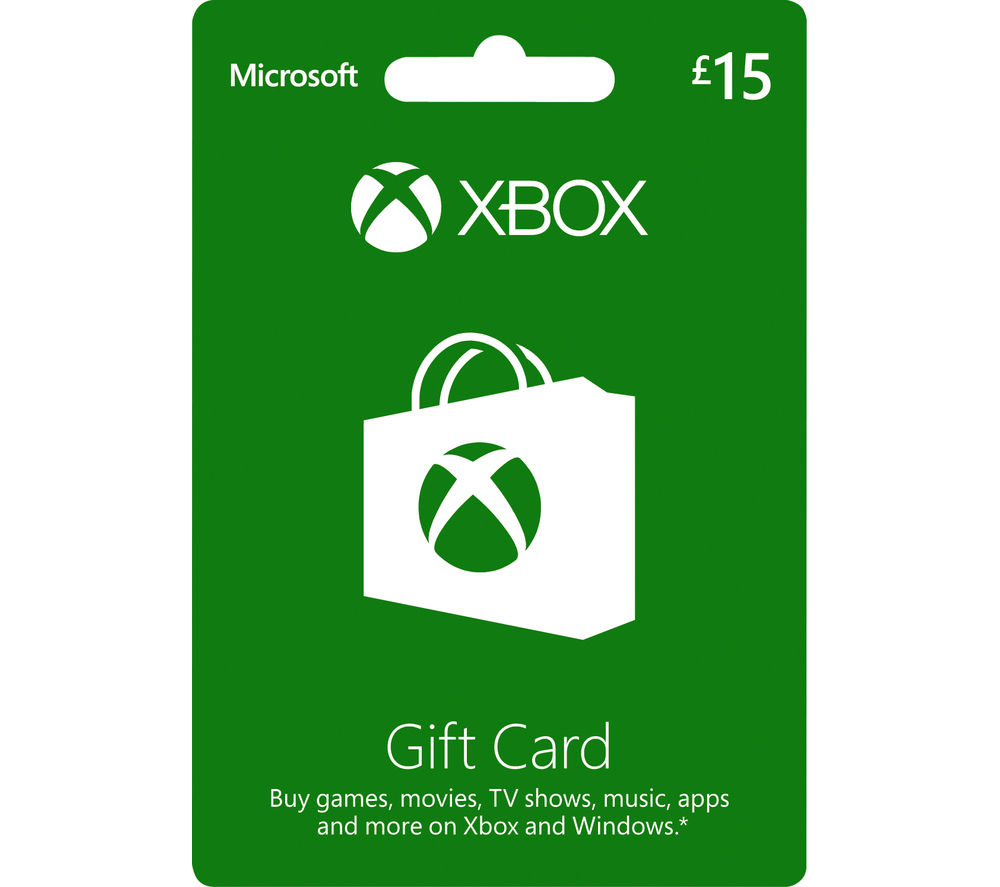 Microsoft
£15
XBOX
Gift Card
Buy games, movies, TV shows, music, apps
and more on Xbox and Windows.*